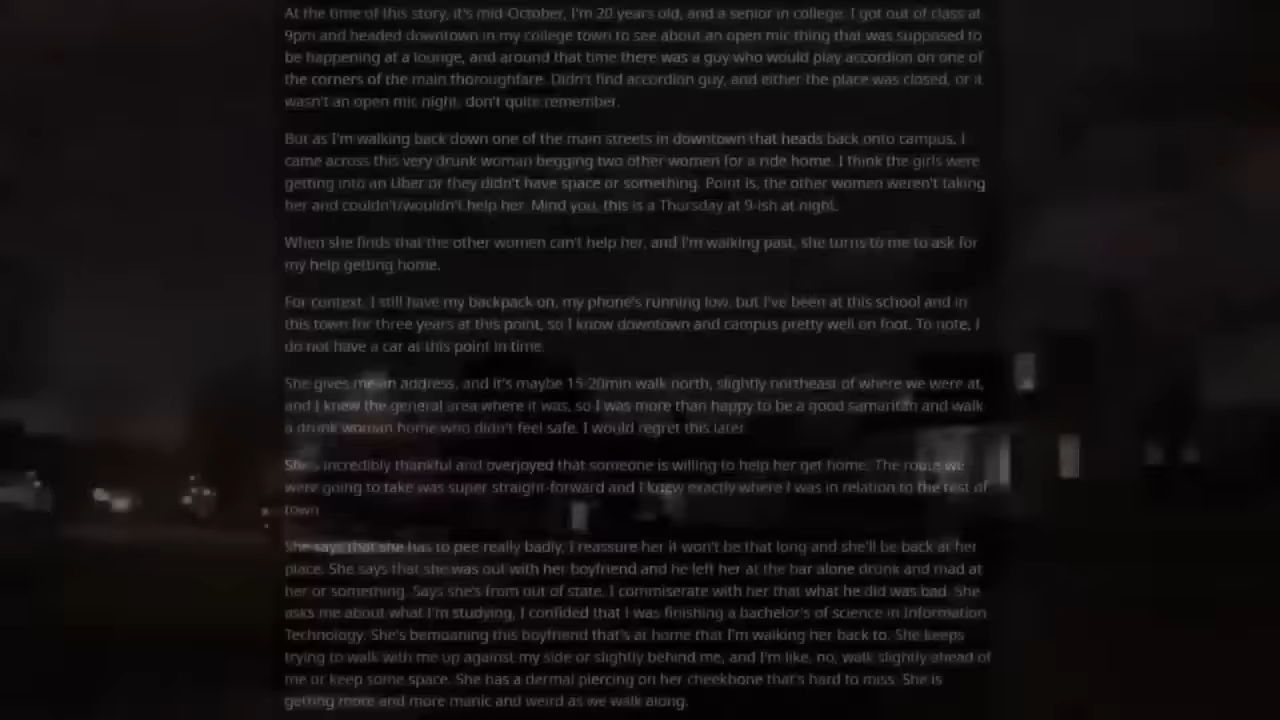 At the time of this story, it's mid-October, I'm 20 years old, and a senior in college. I got out of class at
9pm and headed downtown in my college town to see about an open mic thing that was supposed to
be happening at a lounge, and around that time there was a guy who would play accordion on one of
the corners of the main thoroughfare. Didn't find accordion guy, and either the place was closed, or it
wasn't an open mic night, don't quite remember.
But as I'm walking back down one of the main streets in downtown that heads back onto campus, I
came across this very drunk woman begging two other women for a ride home. I think the girls were
getting into an Uber or they didn't have space or something. Point is, the other women weren't taking
her and couldn't/wouldn't help her. Mind you, this is a Thursday at 9-ish at night.
When she finds that the other women can't help her, and I'm walking past, she turns to me to ask for
my help getting home.
For context, I still have my backpack on, my phone's running low, but I've been at this school and in
this town for three years at this point, so I know downtown and campus pretty well on foot. To note, I
do not have a car at this point in time.
She gives me an address, and it's maybe 15-20min walk north, slightly northeast of where we were at,
and I knew the general area where it was, so I was more than happy to be a good samaritan and walk
a drunk woman home who didn't feel safe. I would regret this later.
She's incredibly thankful and overjoyed that someone is willing to help her get home. The route we
were going to take was super straight-forward and I knew exactly where I was in relation to the rest of
town.
She says that she has to pee really badly, I reassure her it won't be that long and she'll be back at her
place. She says that she was out with her boyfriend and he left her at the bar alone drunk and mad at
her or something. Says she's from out of state. I commiserate with her that what he did was bad. She
asks me about what I'm studying, I confided that I was finishing a bachelor's of science in Information
Technology. She's bemoaning this boyfriend that's at home that I'm walking her back to. She keeps
trying to walk with me up against my side or slightly behind me, and I'm like, no, walk slightly ahead of
me or keep some space. She has a dermal piercing on her cheekbone that's hard to miss. She is
getting more and more manic and weird as we walk along.